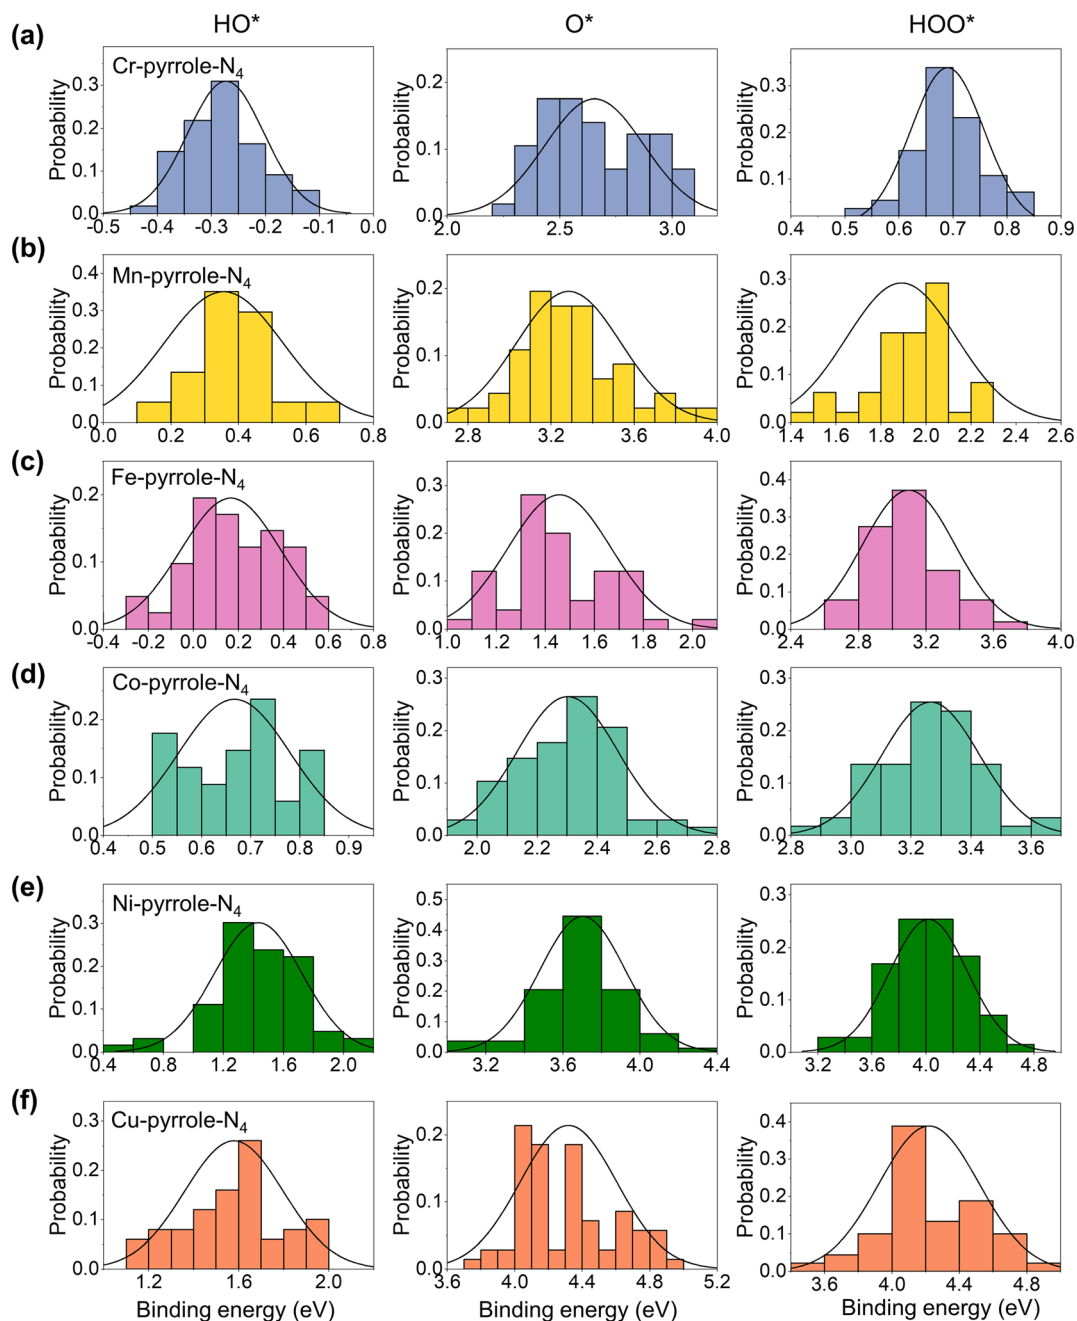 HO* O* HOO*
(a)
Cr-pyrrole-N₄
Probability Probability Probability
0.3 0.2 0.1 0.0
-0.5 -0.4 -0.3 -0.2 -0.1 0.0
0.2 0.1 0.0
2.0 2.5 3.0
0.3 0.2 0.1
0.4 0.5 0.6 0.7 0.8 0.9
(b)
Mn-pyrrole-N₄
Probability Probability Probability
0.4 0.3 0.1 0.0
0.0 0.2 0.4 0.6 0.8
0.2 0.1 0.0
2.8 3.2 3.6 4.0
0.3 0.2 0.1 0.0
1.4 1.6 1.8 2.0 2.2 2.4 2.6
(c)
Fe-pyrrole-N₄
Probability Probability Probability
0.2 0.1 0.0
-0.4 -0.2 0.0 0.2 0.4 0.6 0.8
0.3 0.2 0.1 0.0
1.0 1.2 1.4 1.6 1.8 2.0
0.4 0.3 0.2 0.1 0.0
2.4 2.8 3.2 3.6 4.0
(d)
Co-pyrrole-N₄
Probability Probability Probability
0.2 0.1 0.0
0.4 0.5 0.6 0.7 0.8 0.9
0.3 0.2 0.1 0.0
2.0 2.2 2.4 2.6 2.8
0.3 0.2 0.1 0.0
2.8 3.0 3.2 3.4 3.6
(e)
Ni-pyrrole-N₄
Probability Probability Probability
0.3 0.2 0.1 0.0
0.4 0.8 1.2 1.6 2.0
0.5 0.4 0.3 0.2 0.1 0.0
3.2 3.6 4.0 4.4
0.3 0.2 0.1 0.0
3.2 3.6 4.0 4.4 4.8
(f)
Cu-pyrrole-N₄
Probability Probability Probability
0.3 0.2 0.1 0.0
1.2 1.6 2.0
0.2 0.1 0.0
3.6 4.0 4.4 4.8 5.2
0.4 0.3 0.2 0.1 0.0
3.6 4.0 4.4 4.8
Binding energy (eV) Binding energy (eV) Binding energy (eV)